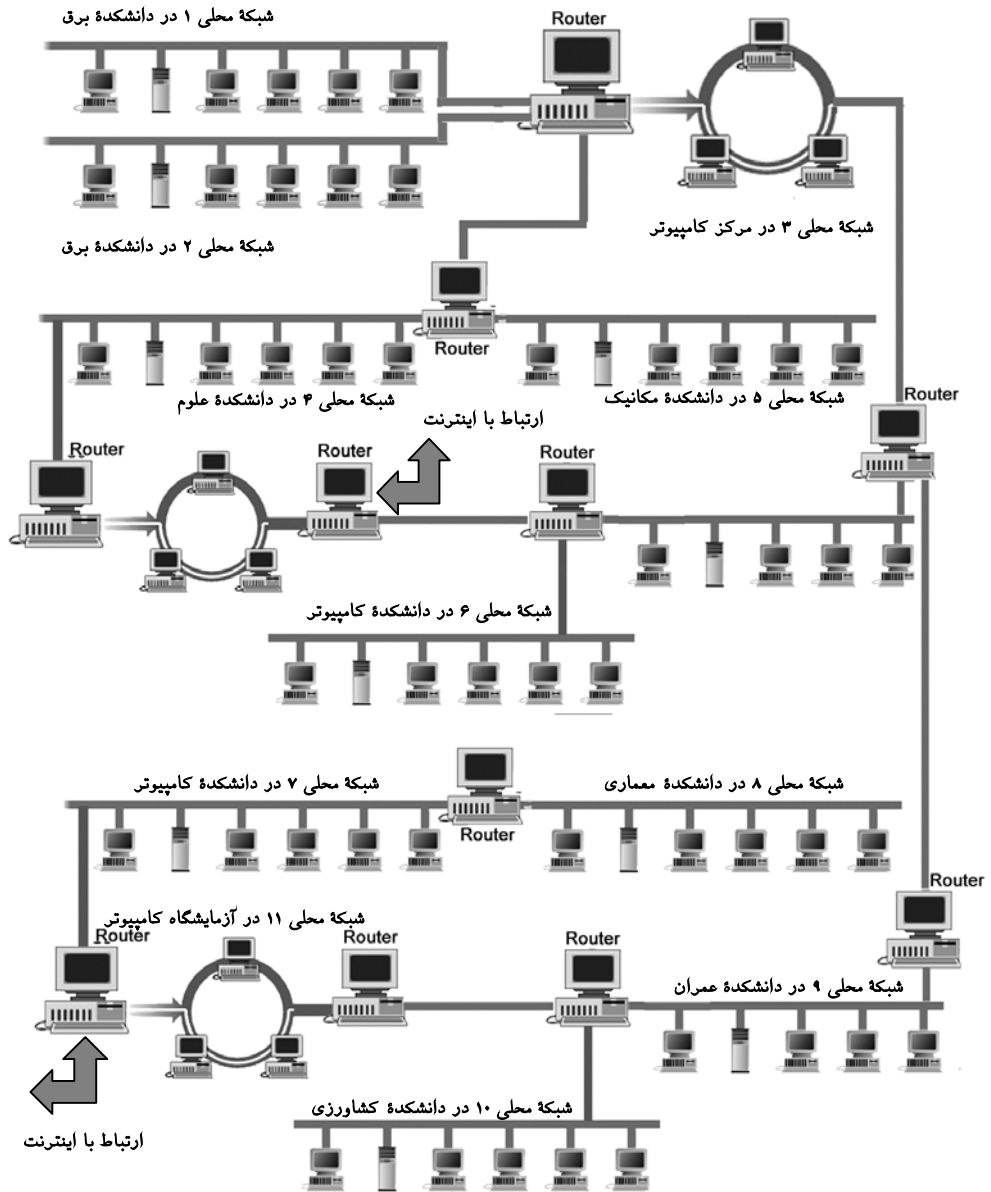 شبکهٔ محلی ۱ در دانشکدهٔ برق
Router
شبکهٔ محلی ۳ در مرکز کامپیوتر
شبکهٔ محلی ۲ در دانشکدهٔ برق
Router
شبکهٔ محلی ۵ در دانشکدهٔ مکانیک
شبکهٔ محلی ۴ در دانشکدهٔ علوم
Router
ارتباط با اینترنت
Router
Router
Router
شبکهٔ محلی ۶ در دانشکدهٔ کامپیوتر
شبکهٔ محلی ۸ در دانشکدهٔ معماری
شبکهٔ محلی ۷ در دانشکدهٔ کامپیوتر
Router
Router
شبکهٔ محلی ۱۱ در آزمایشگاه کامپیوتر
Router
Router
Router
شبکهٔ محلی ۹ در دانشکدهٔ عمران
شبکهٔ محلی ۱۰ در دانشکدهٔ کشاورزی
ارتباط با اینترنت